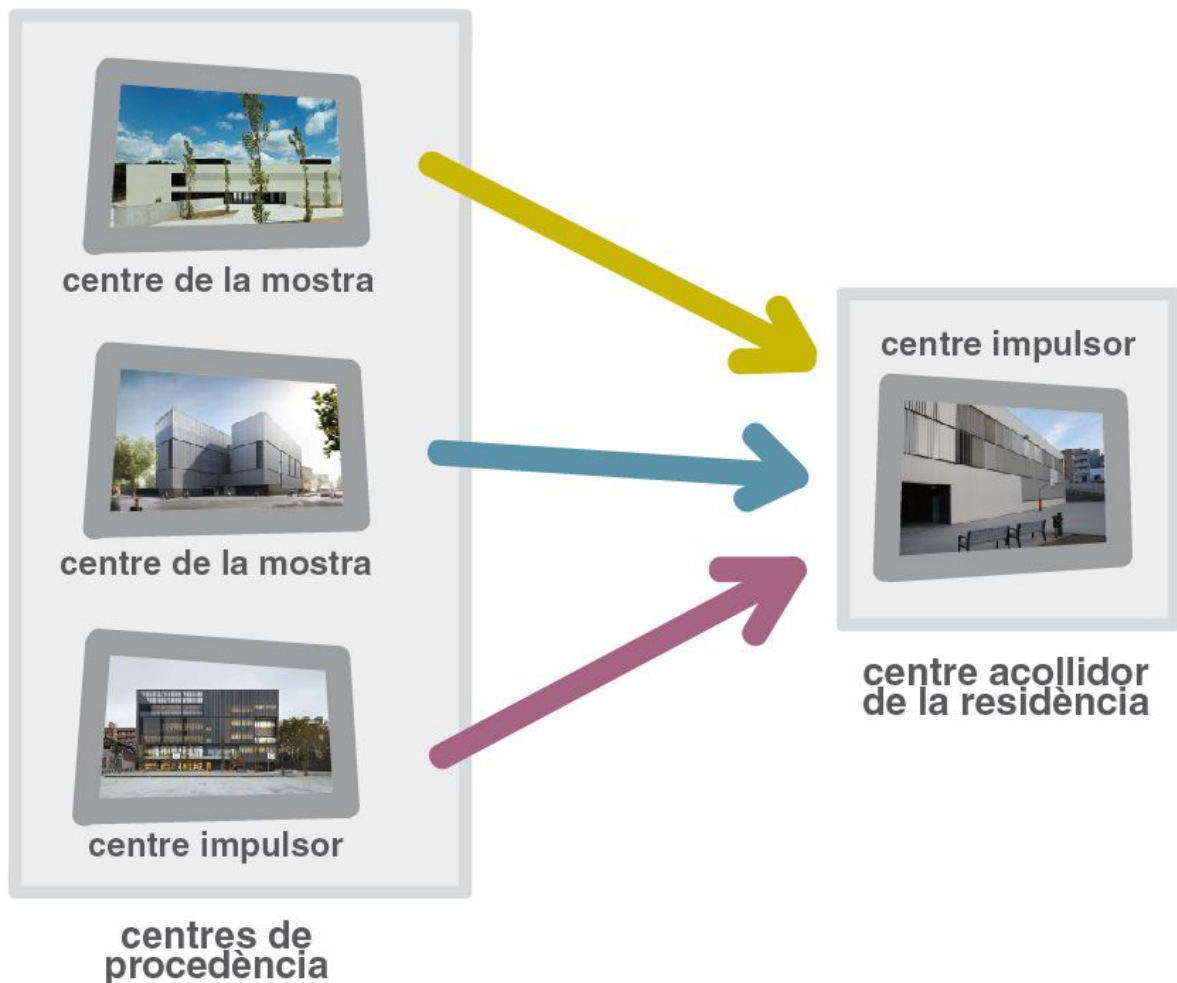 centre de la mostra
centre de la mostra
centre impulsor
centres de
procedència
centre impulsor
centre acollidor
de la residència